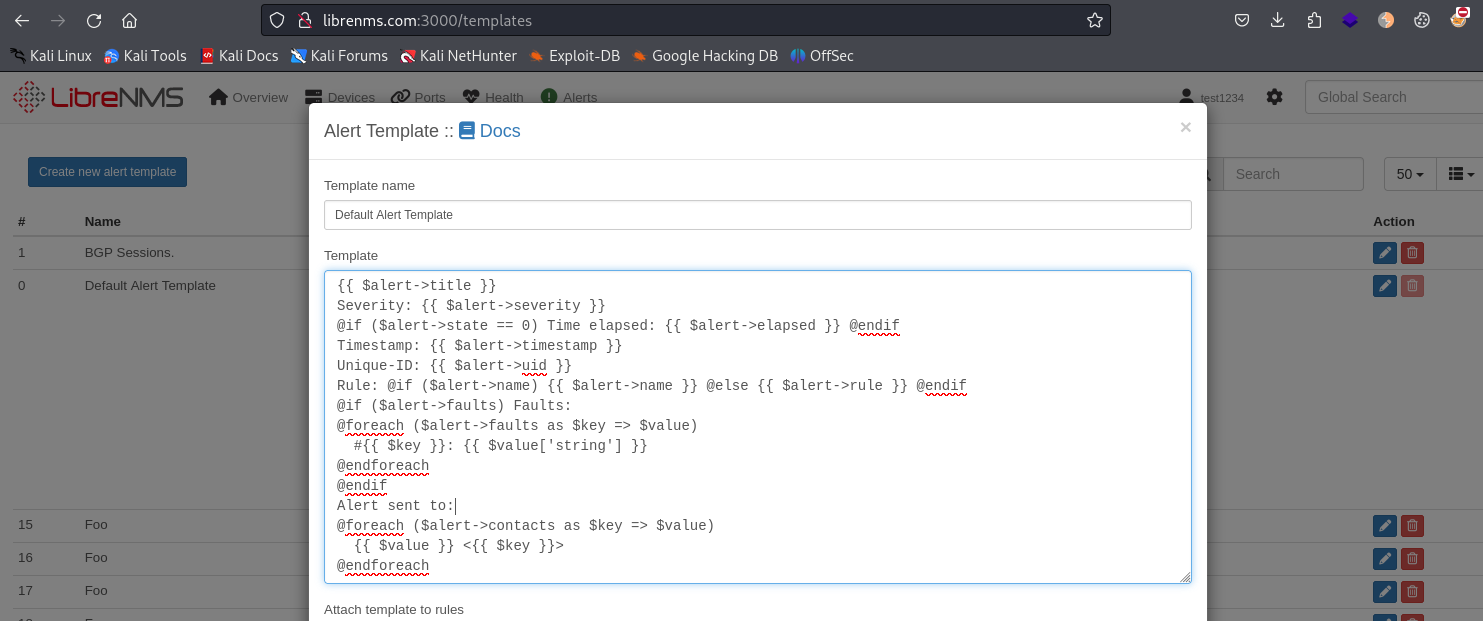 librenms.com:3000/templates
Kali Linux Kali Tools Kali Docs Kali Forums Kali NetHunter Exploit-DB Google Hacking DB OffSec
LibreNMS Overview Devices Ports Health Alerts test1234 Global Search
Alert Template :: Docs ×
Create new alert template
Search 50
Template name
Default Alert Template
# Name Action
1 BGP Sessions.
0 Default Alert Template
Template
{{ $alert->title }}
Severity: {{ $alert->severity }}
@if ($alert->state == 0) Time elapsed: {{ $alert->elapsed }} @endif
Timestamp: {{ $alert->timestamp }}
Unique-ID: {{ $alert->uid }}
Rule: @if ($alert->name) {{ $alert->name }} @else {{ $alert->rule }} @endif
@if ($alert->faults) Faults:
@foreach ($alert->faults as $key => $value)
  #{{ $key }}: {{ $value['string'] }}
@endforeach
@endif
Alert sent to:
@foreach ($alert->contacts as $key => $value)
  {{ $value }} <{{ $key }}>
@endforeach
15 Foo
16 Foo
17 Foo
Attach template to rules